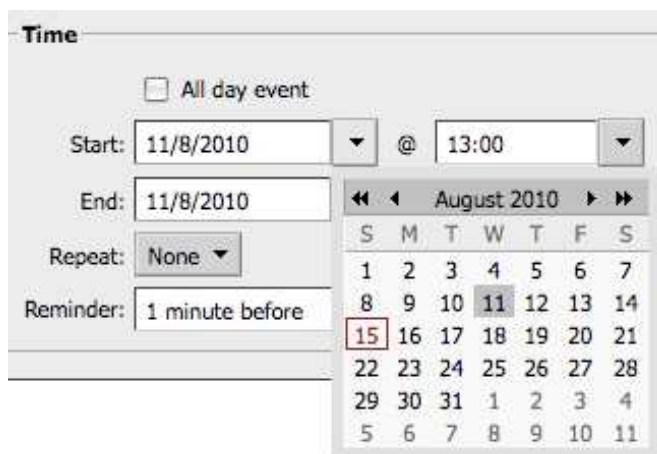 Time
All day event
Start: 11/8/2010 @ 13:00
End: 11/8/2010
Repeat: None
Reminder: 1 minute before
August 2010
S M T W T F S
1 2 3 4 5 6 7
8 9 10 11 12 13 14
15 16 17 18 19 20 21
22 23 24 25 26 27 28
29 30 31 1 2 3 4
5 6 7 8 9 10 11